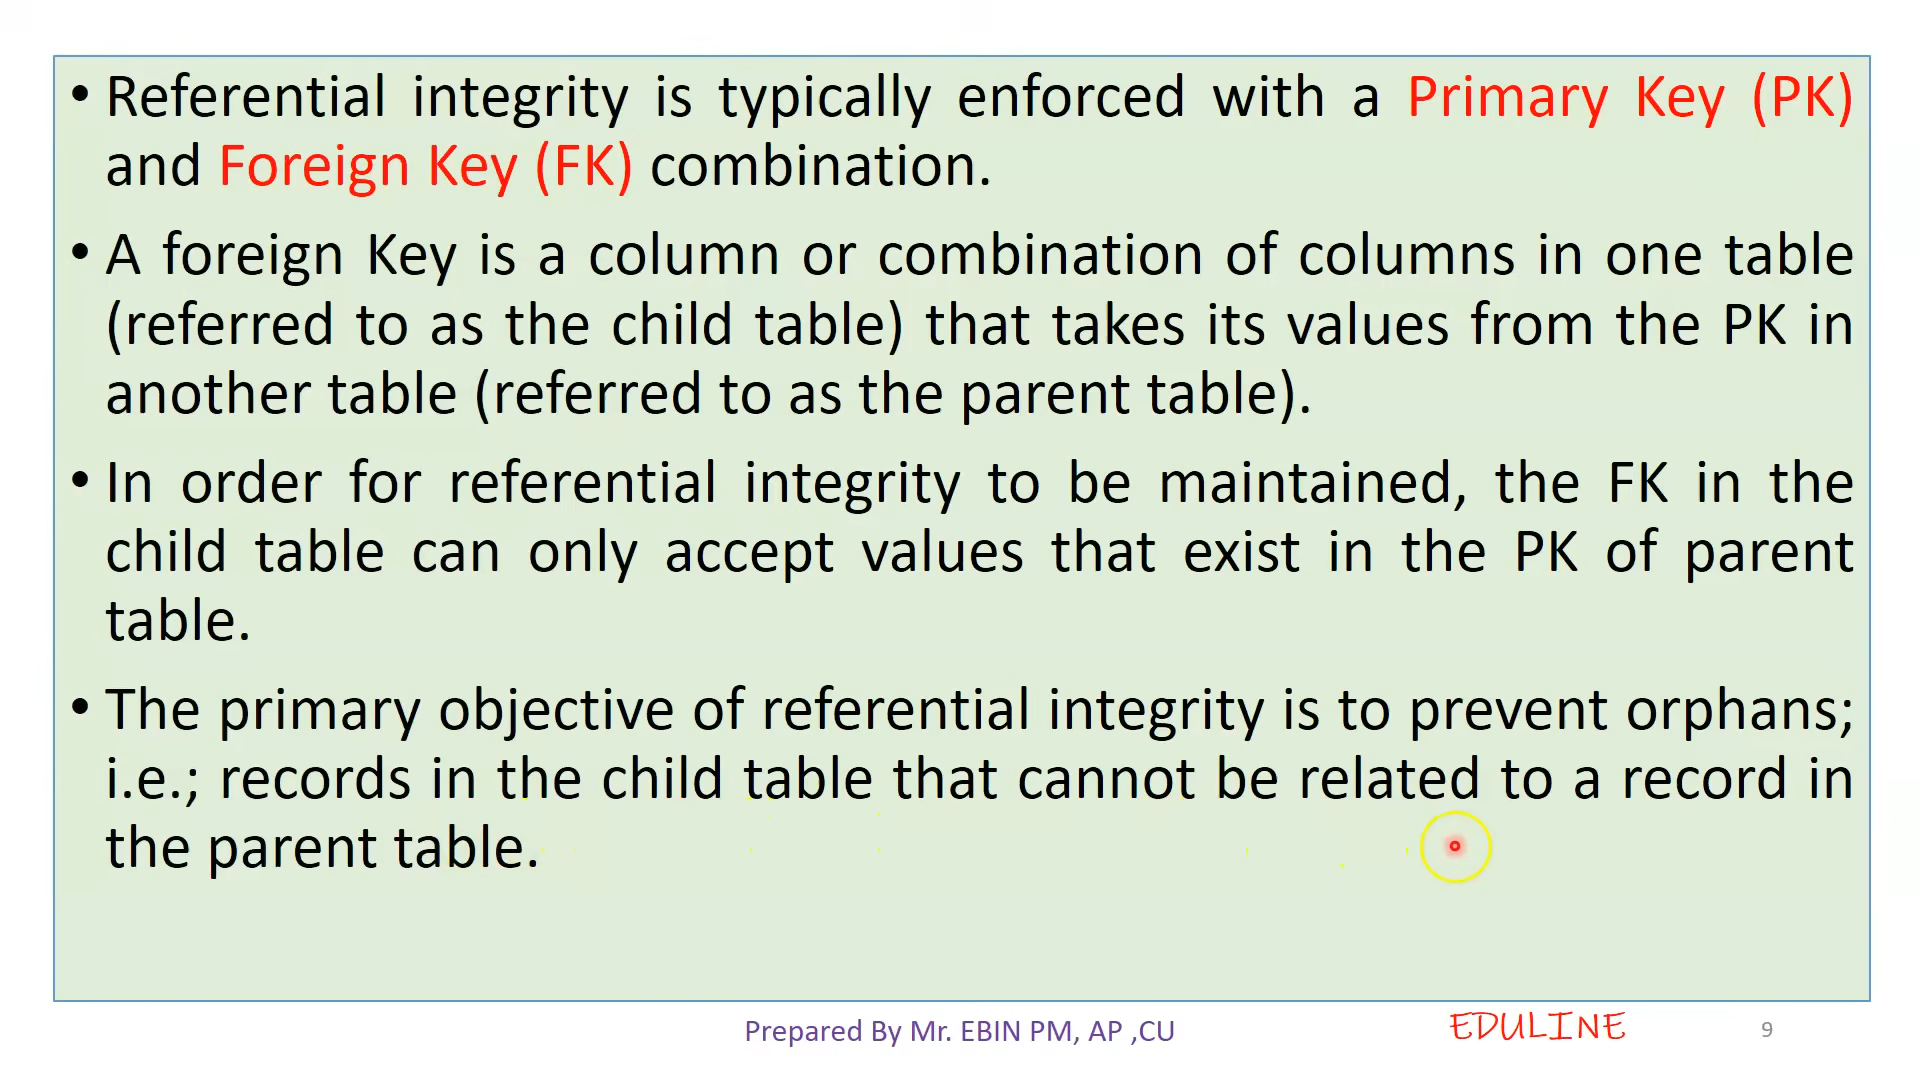 • Referential integrity is typically enforced with a Primary Key (PK)
and Foreign Key (FK) combination.
• A foreign Key is a column or combination of columns in one table
(referred to as the child table) that takes its values from the PK in
another table (referred to as the parent table).
• In order for referential integrity to be maintained, the FK in the
child table can only accept values that exist in the PK of parent
table.
• The primary objective of referential integrity is to prevent orphans;
i.e.; records in the child table that cannot be related to a record in
the parent table.
Prepared By Mr. EBIN PM, AP ,CU
EDULINE
9